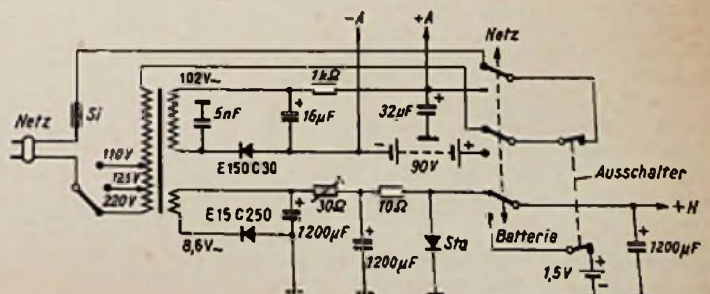 -A
+A
Netz
102V~
1kΩ
Si
5nF
16µF
32µF
Netz
110V
125V
220V
E150C30
-
90V
+
Ausschalter
E15C250
30Ω
10Ω
+H
8,6V~
1200µF
1200µF
Sta
Batterie
1,5V
1200µF